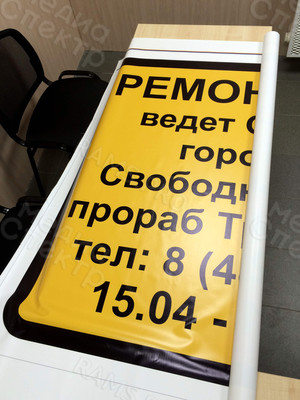 РЕМОН
ведет С
горо
Свободн
прораб Т
тел: 8 (4
15.04 -